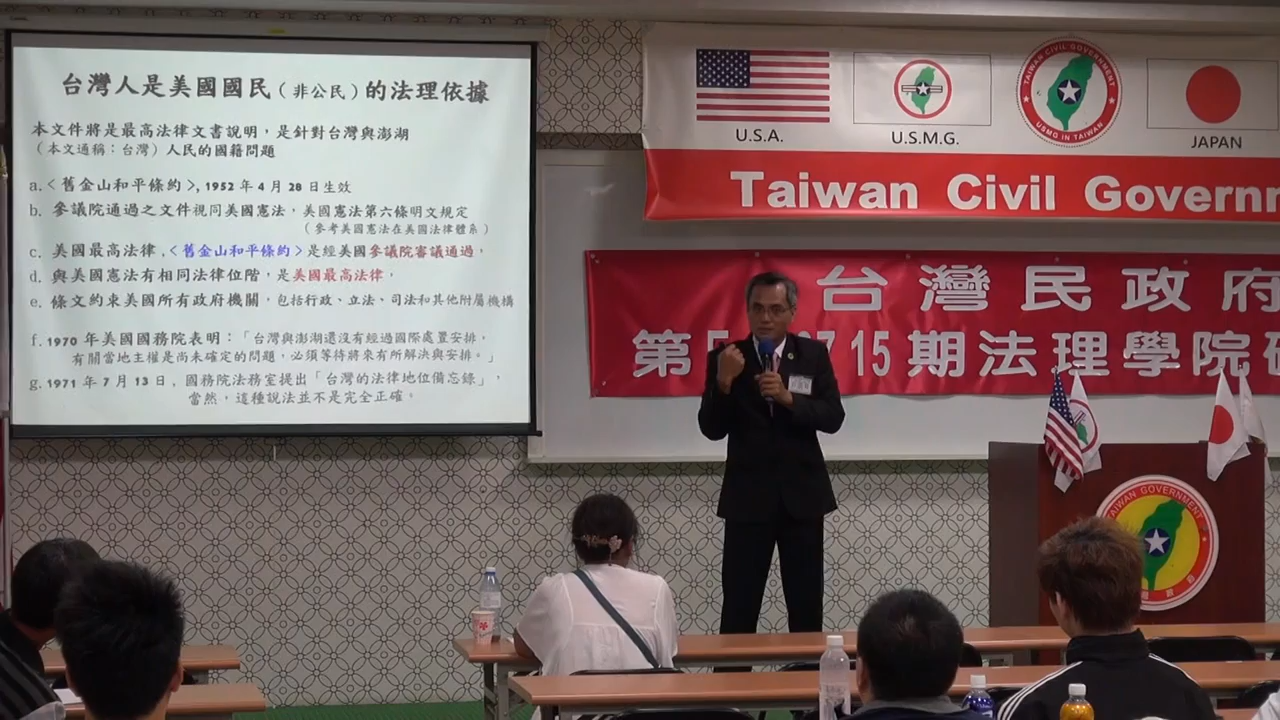 台灣人是美國國民（非公民）的法理依據
本文件將是最高法律文書說明，是針對台灣與澎湖
（本文通稱：台灣）人民的國籍問題
a.＜舊金山和平條約＞, 1952 年 4 月 28 日生效
b. 參議院通過之文件視同美國憲法，美國憲法第六條明文規定
（參考美國憲法在美國法律體系）
c. 美國最高法律，＜舊金山和平條約＞是經美國參議院審議通過，
d. 與美國憲法有相同法律位階，是美國最高法律，
e. 條文約束美國所有政府機關，包括行政、立法、司法和其他附屬機構
f. 1970 年美國國務院表明：「台灣與澎湖還沒有經過國際處置安排，
有關當地主權是尚未確定的問題，必須等待將來有所解決與安排。」
g. 1971 年 7 月 13 日，國務院法務室提出「台灣的法律地位備忘錄」，
當然，這種說法並不是完全正確。
U.S.A.
U.S.M.G.
TAIWAN CIVIL GOVERNMENT
USMG IN TAIWAN
JAPAN
Taiwan Civil Governm
台灣民政府
第
15期法理學院研
TAIWAN GOVERNMENT